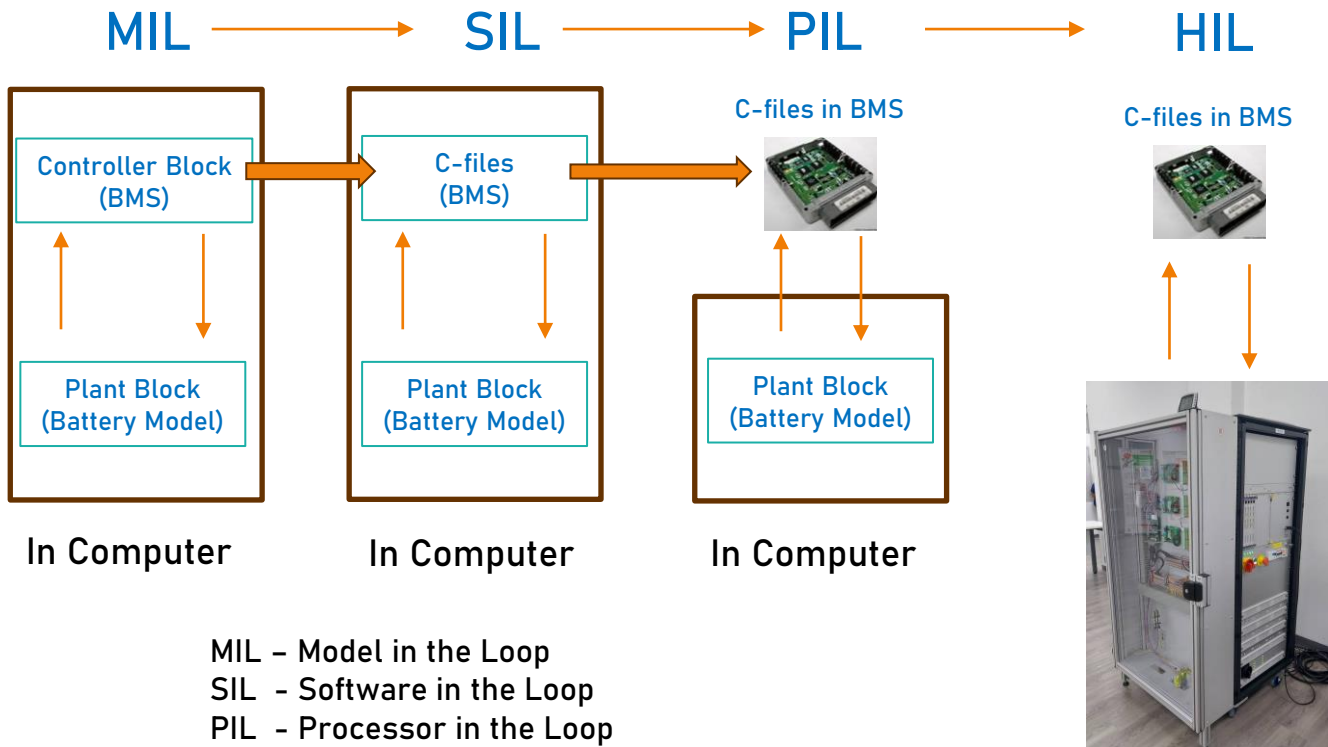 MIL
SIL
PIL
HIL
Controller Block
(BMS)
Plant Block
(Battery Model)
In Computer
C-files
(BMS)
Plant Block
(Battery Model)
In Computer
C-files in BMS
Plant Block
(Battery Model)
In Computer
C-files in BMS
MIL – Model in the Loop
SIL - Software in the Loop
PIL - Processor in the Loop